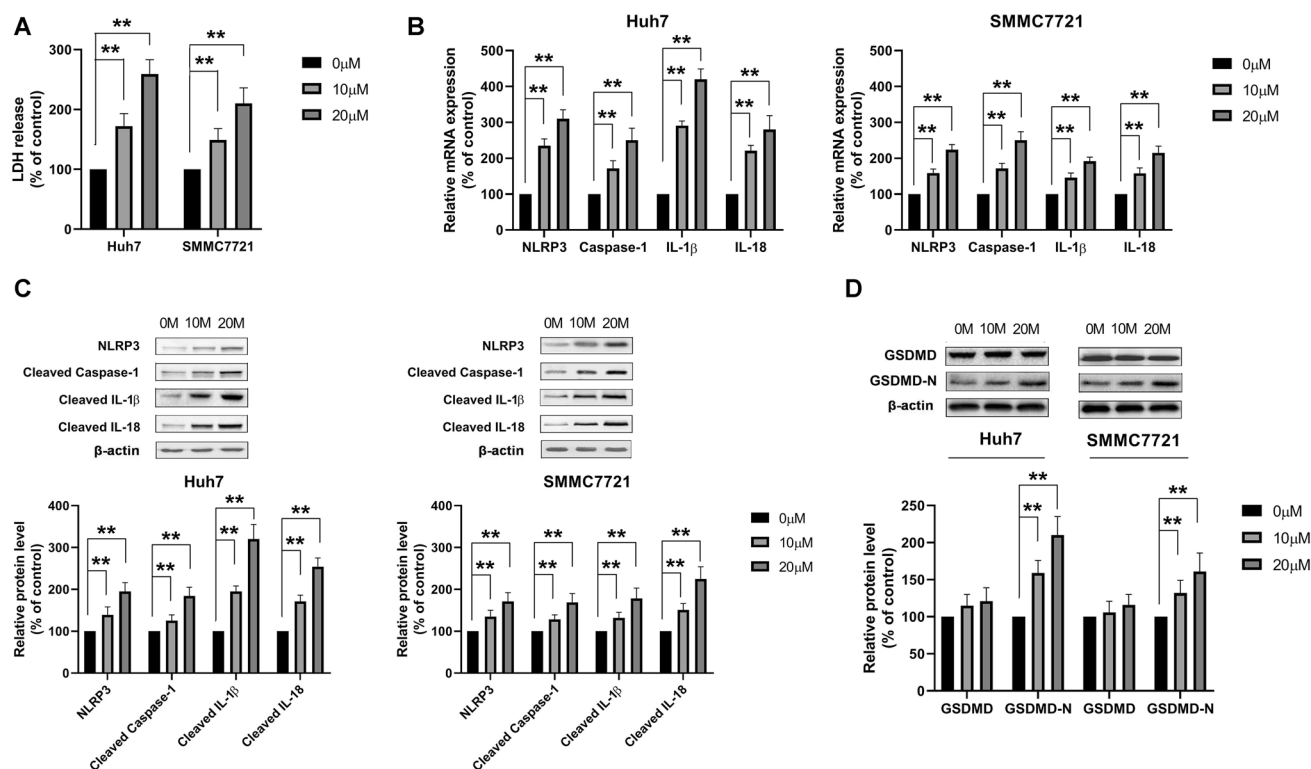 A
LDH release
(% of control)
300
200
100
0
**
**
**
**
Huh7
SMMC7721
0μM
10μM
20μM
B
Huh7
Relative mRNA expression
(% of control)
500
400
300
200
100
0
**
**
**
**
**
**
**
**
NLRP3
Caspase-1
IL-1β
IL-18
SMMC7721
Relative mRNA expression
(% of control)
500
400
300
200
100
0
**
**
**
**
**
**
**
**
NLRP3
Caspase-1
IL-1β
IL-18
0μM
10μM
20μM
C
0M 10M 20M
NLRP3
Cleaved Caspase-1
Cleaved IL-1β
Cleaved IL-18
β-actin
Huh7
Relative protein level
(% of control)
400
300
200
100
0
**
**
**
**
**
**
**
**
NLRP3
Cleaved Caspase-1
Cleaved IL-1β
Cleaved IL-18
0M 10M 20M
NLRP3
Cleaved Caspase-1
Cleaved IL-1β
Cleaved IL-18
β-actin
SMMC7721
Relative protein level
(% of control)
400
300
200
100
0
**
**
**
**
**
**
**
**
NLRP3
Cleaved Caspase-1
Cleaved IL-1β
Cleaved IL-18
0μM
10μM
20μM
D
0M 10M 20M
0M 10M 20M
GSDMD
GSDMD-N
β-actin
Huh7
SMMC7721
Relative protein level
(% of control)
250
200
150
100
50
0
**
**
**
**
GSDMD
GSDMD-N
GSDMD
GSDMD-N
0μM
10μM
20μM